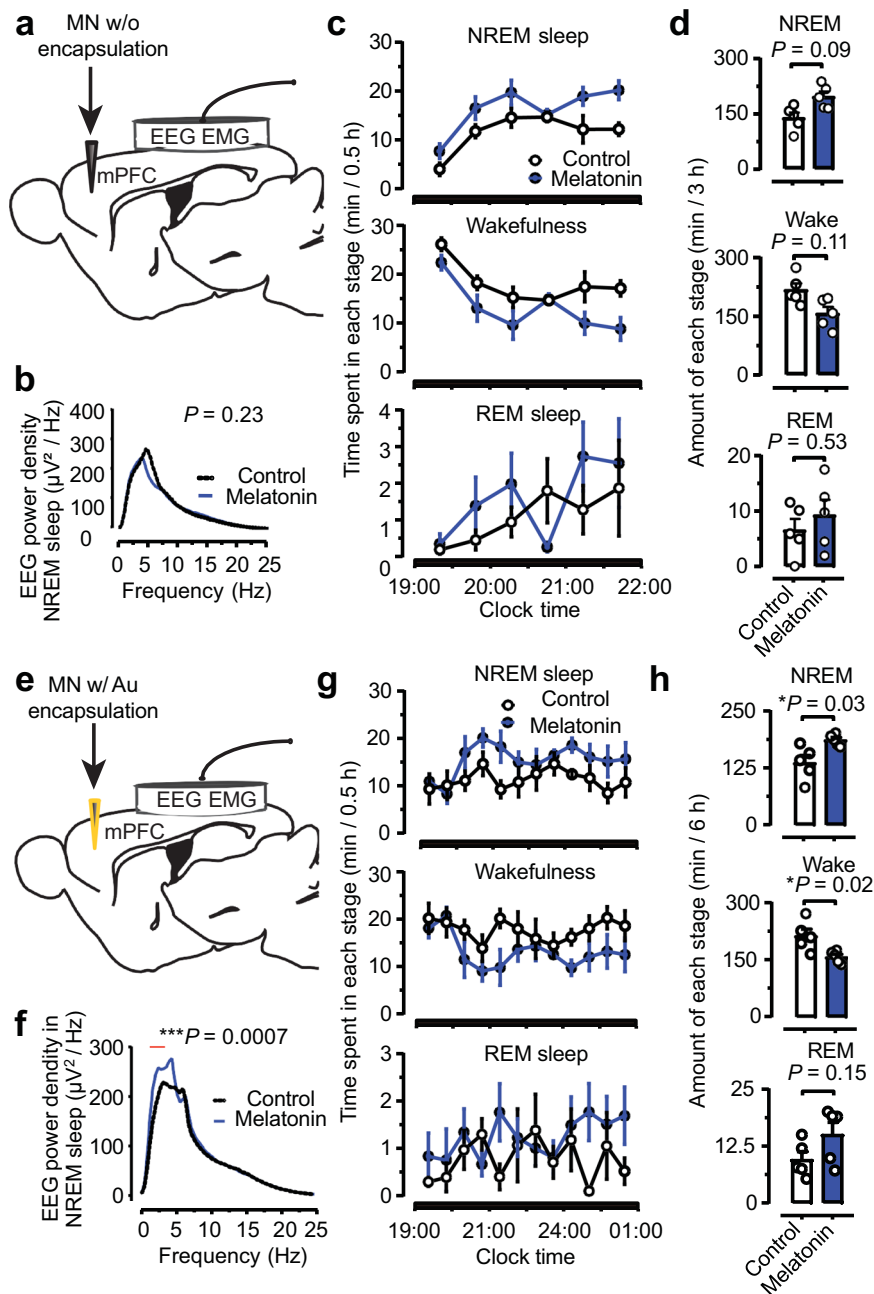 a
MN w/o
encapsulation
EEG EMG
mPFC
b
EEG power density
NREM sleep (µV² / Hz)
400
300
200
100
0
P = 0.23
Control
Melatonin
0
5
10
15
20
25
Frequency (Hz)
c
Time spent in each stage (min / 0.5 h)
NREM sleep
30
20
10
0
Control
Melatonin
Wakefulness
30
20
10
0
REM sleep
4
3
2
1
0
19:00
20:00
21:00
22:00
Clock time
d
Amount of each stage (min / 3 h)
NREM
P = 0.09
300
150
0
Wake
P = 0.11
300
150
0
REM
P = 0.53
20
10
0
Control
Melatonin
e
MN w/ Au
encapsulation
EEG EMG
mPFC
f
EEG power dendity in
NREM sleep (µV² / Hz)
300
200
100
0
***P = 0.0007
Control
Melatonin
0
5
10
15
20
25
Frequency (Hz)
g
Time spent in each stage (min / 0.5 h)
NREM sleep
30
20
10
0
Control
Melatonin
Wakefulness
30
20
10
0
REM sleep
3
2
1
0
19:00
21:00
24:00
01:00
Clock time
h
Amount of each stage (min / 6 h)
NREM
*P = 0.03
250
125
0
Wake
*P = 0.02
300
150
0
REM
P = 0.15
25
12.5
0
Control
Melatonin